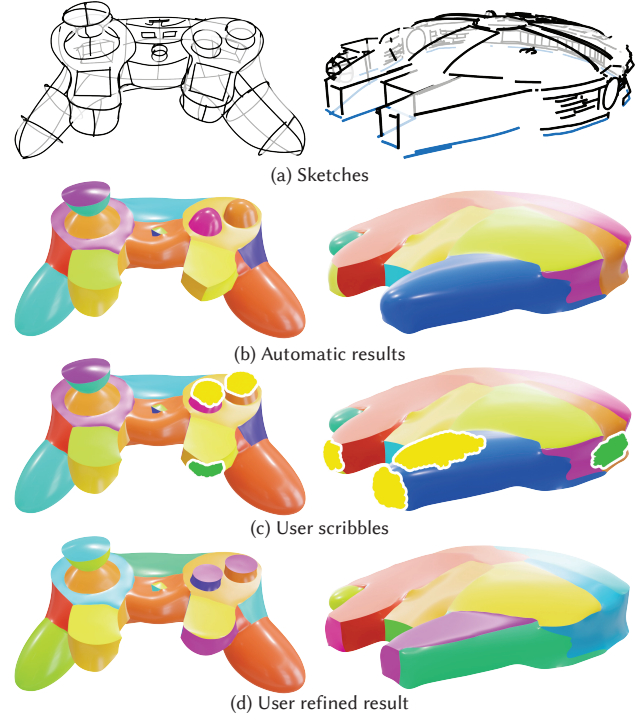 (a) Sketches
(b) Automatic results
(c) User scribbles
(d) User refined result